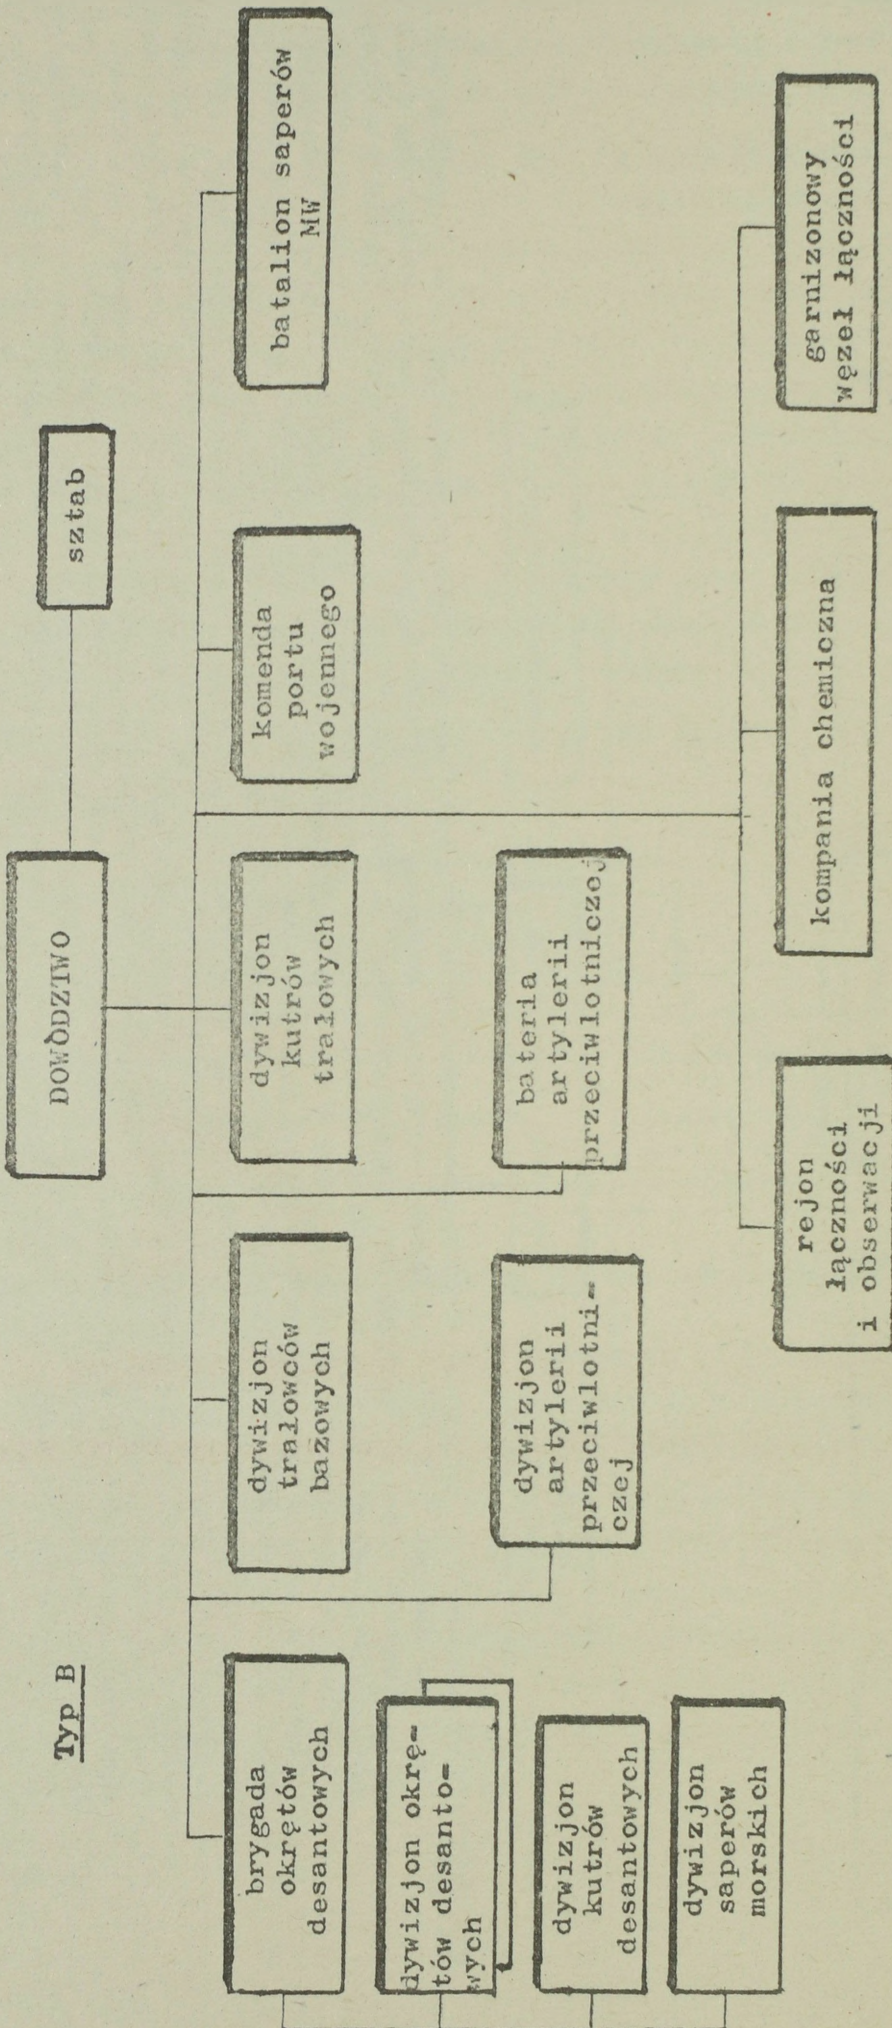 Typ B
DOWÓDZTWO
sztab
brygada
okrętów
desantowych
dywizjon
trałowców
bazowych
dywizjon
kutrów
trałowych
komenda
portu
wojennego
batalion saperów
MW
dywizjon okrę-
tów desanto-
wych
dywizjon
kutrów
desantowych
dywizjon
saperów
morskich
dywizjon
artylerii
przeciwlotni-
czej
bateria
artylerii
przeciwlotniczej
rejon
łączności
i obserwacji
kompania chemiczna
garnizonowy
węzeł łączności